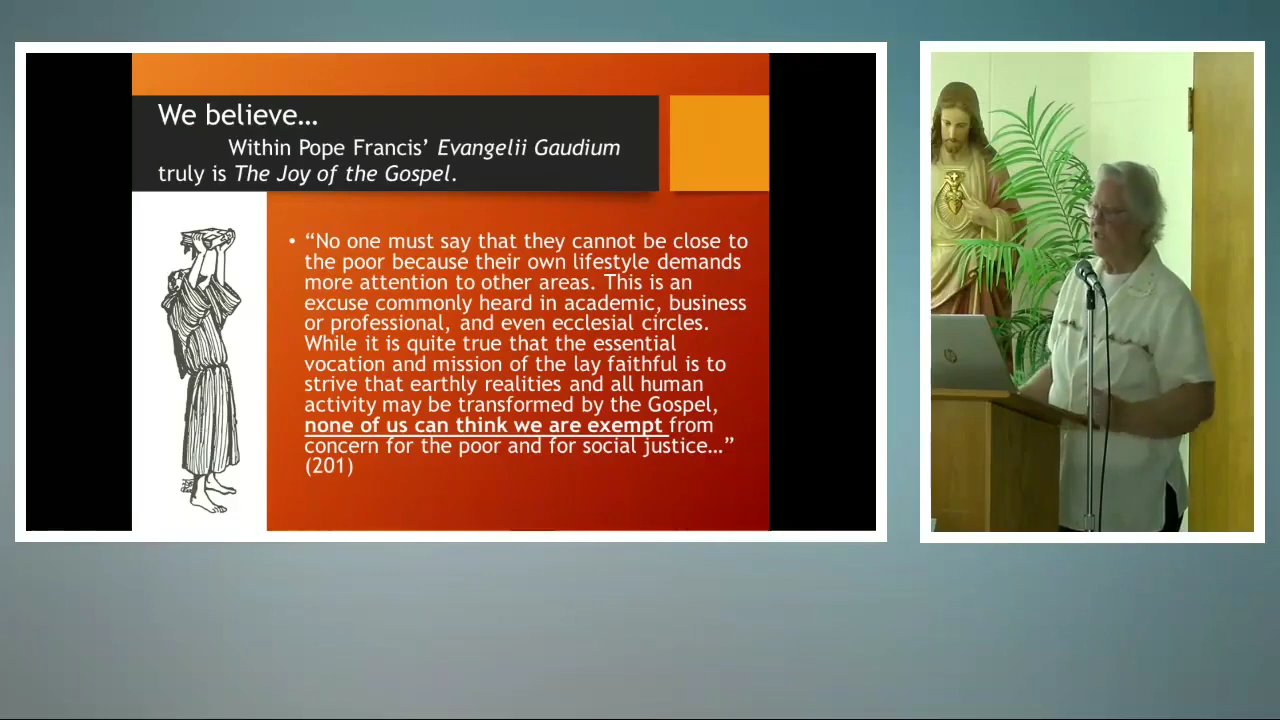 We believe…
Within Pope Francis’ Evangelii Gaudium
truly is The Joy of the Gospel.
• “No one must say that they cannot be close to
the poor because their own lifestyle demands
more attention to other areas. This is an
excuse commonly heard in academic, business
or professional, and even ecclesial circles.
While it is quite true that the essential
vocation and mission of the lay faithful is to
strive that earthly realities and all human
activity may be transformed by the Gospel,
none of us can think we are exempt from
concern for the poor and for social justice…”
(201)